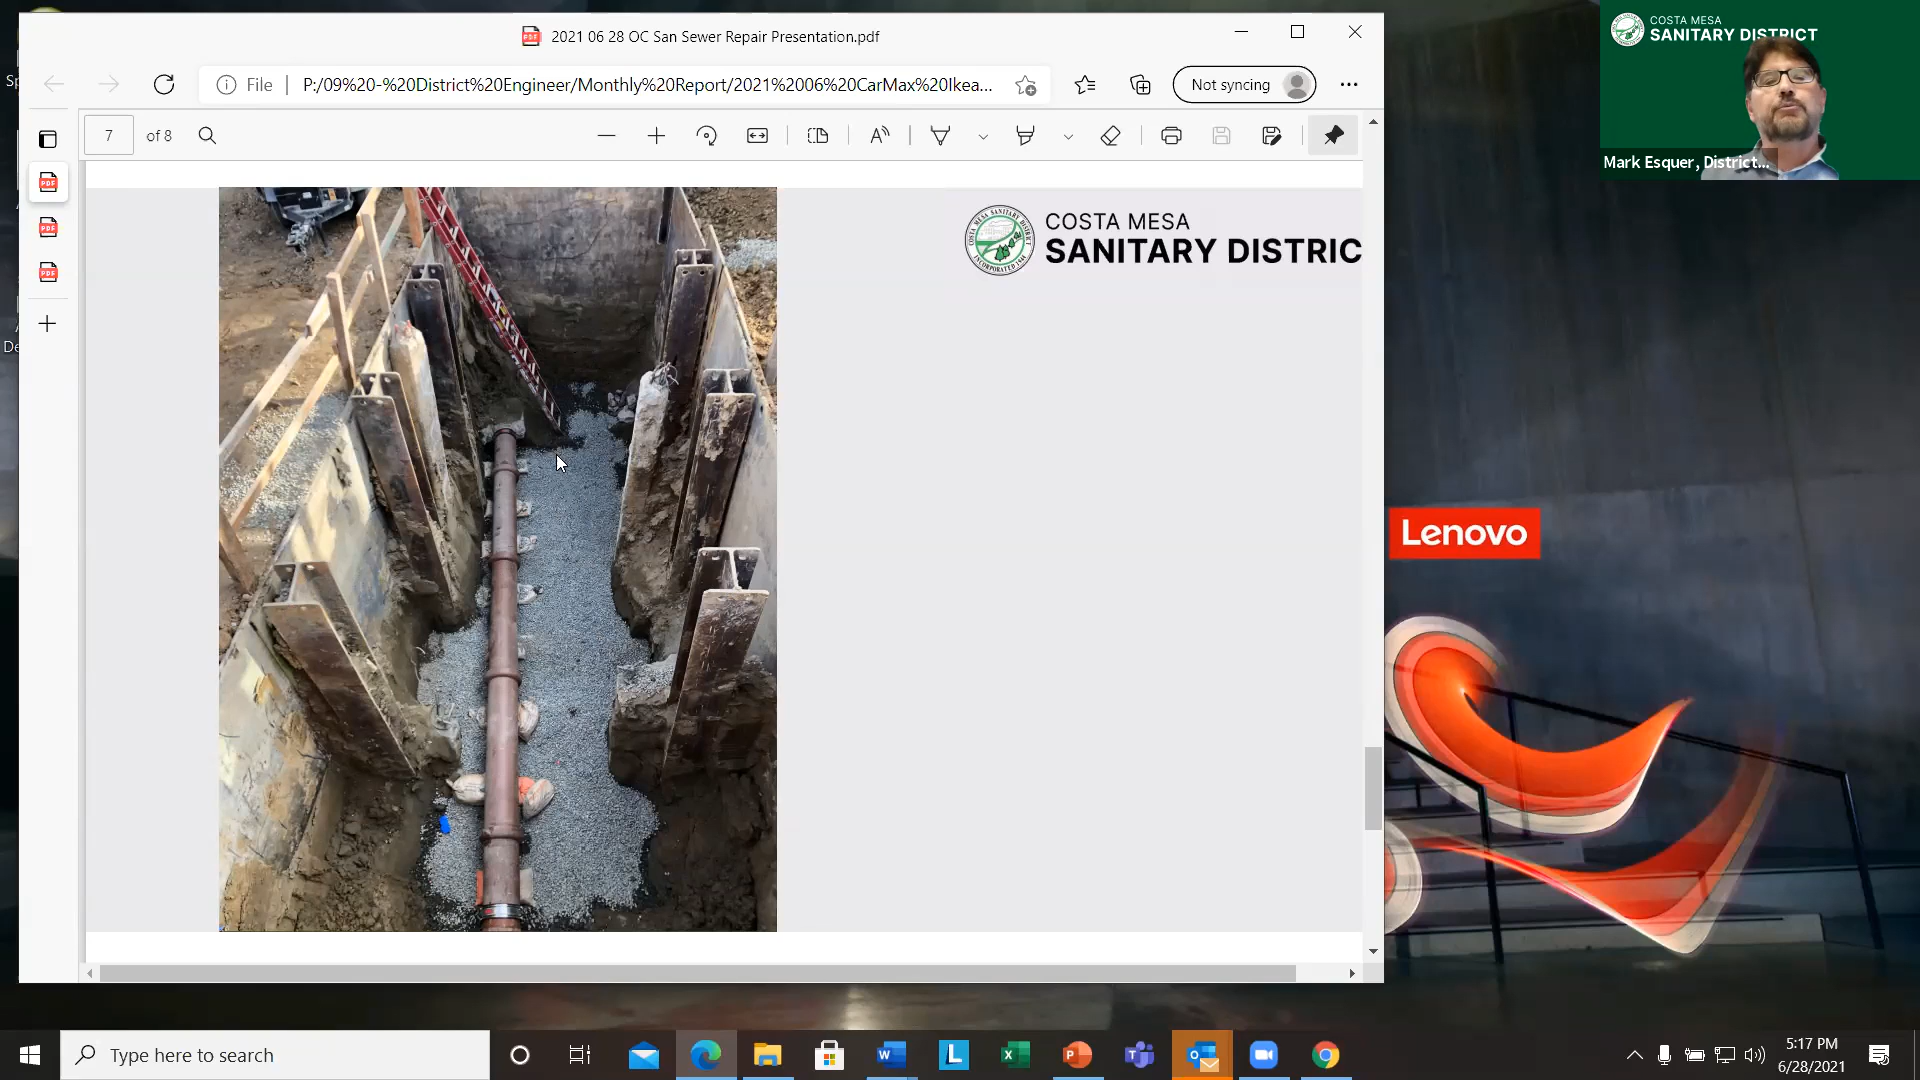 2021 06 28 OC San Sewer Repair Presentation.pdf
File
P:/09%20-%20District%20Engineer/Monthly%20Report/2021%2006%20CarMax%20Ikea...
Not syncing
7 of 8
COSTA MESA
SANITARY DISTRIC
COSTA MESA
SANITARY DISTRICT
Mark Esquer, District...
Lenovo
Type here to search
5:17 PM
6/28/2021